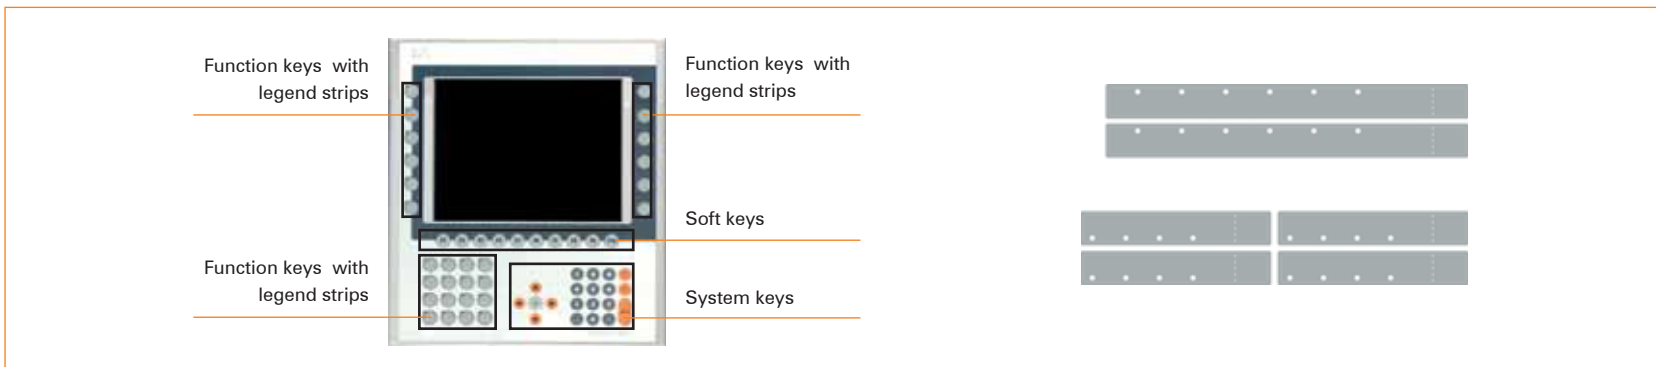 Function keys with
legend strips
Function keys with
legend strips
Soft keys
Function keys with
legend strips
System keys